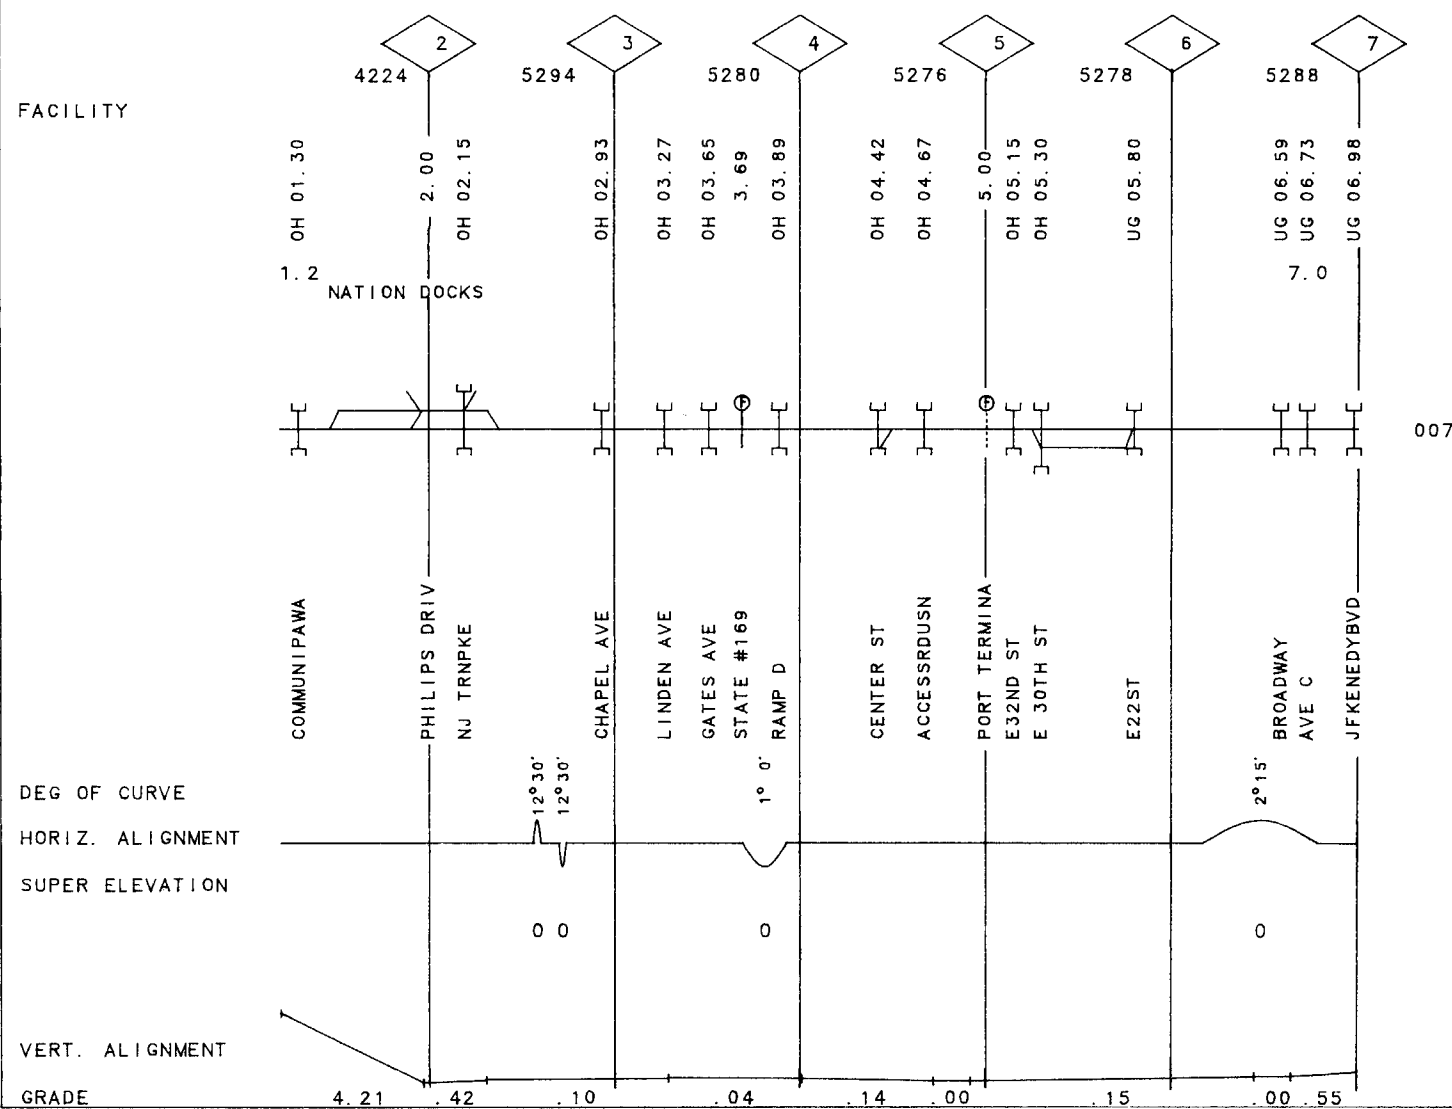 2 3 4 5 6 7
4224 5294 5280 5276 5278 5288
FACILITY
OH 01.30
2.00
OH 02.15
OH 02.93
OH 03.27
OH 03.65
3.69
OH 03.89
OH 04.42
OH 04.67
5.00
OH 05.15
OH 05.30
UG 05.80
UG 06.59
UG 06.73
UG 06.98
1.2
7.0
NATION DOCKS
F
F
007
COMMUNIPAWA
PHILIPS DRIV
NJ TRNPKE
CHAPEL AVE
LINDEN AVE
GATES AVE
STATE #169
RAMP D
CENTER ST
ACCESSRDUSN
PORT TERMINA
E32ND ST
E 30TH ST
E22ST
BROADWAY
AVE C
JFKENEDYBVD
DEG OF CURVE
12°30'
12°30'
1° 0'
2°15'
HORIZ. ALIGNMENT
SUPER ELEVATION
0 0 0 0
VERT. ALIGNMENT
GRADE 4.21 .42 .10 .04 .14 .00 .15 .00 .55